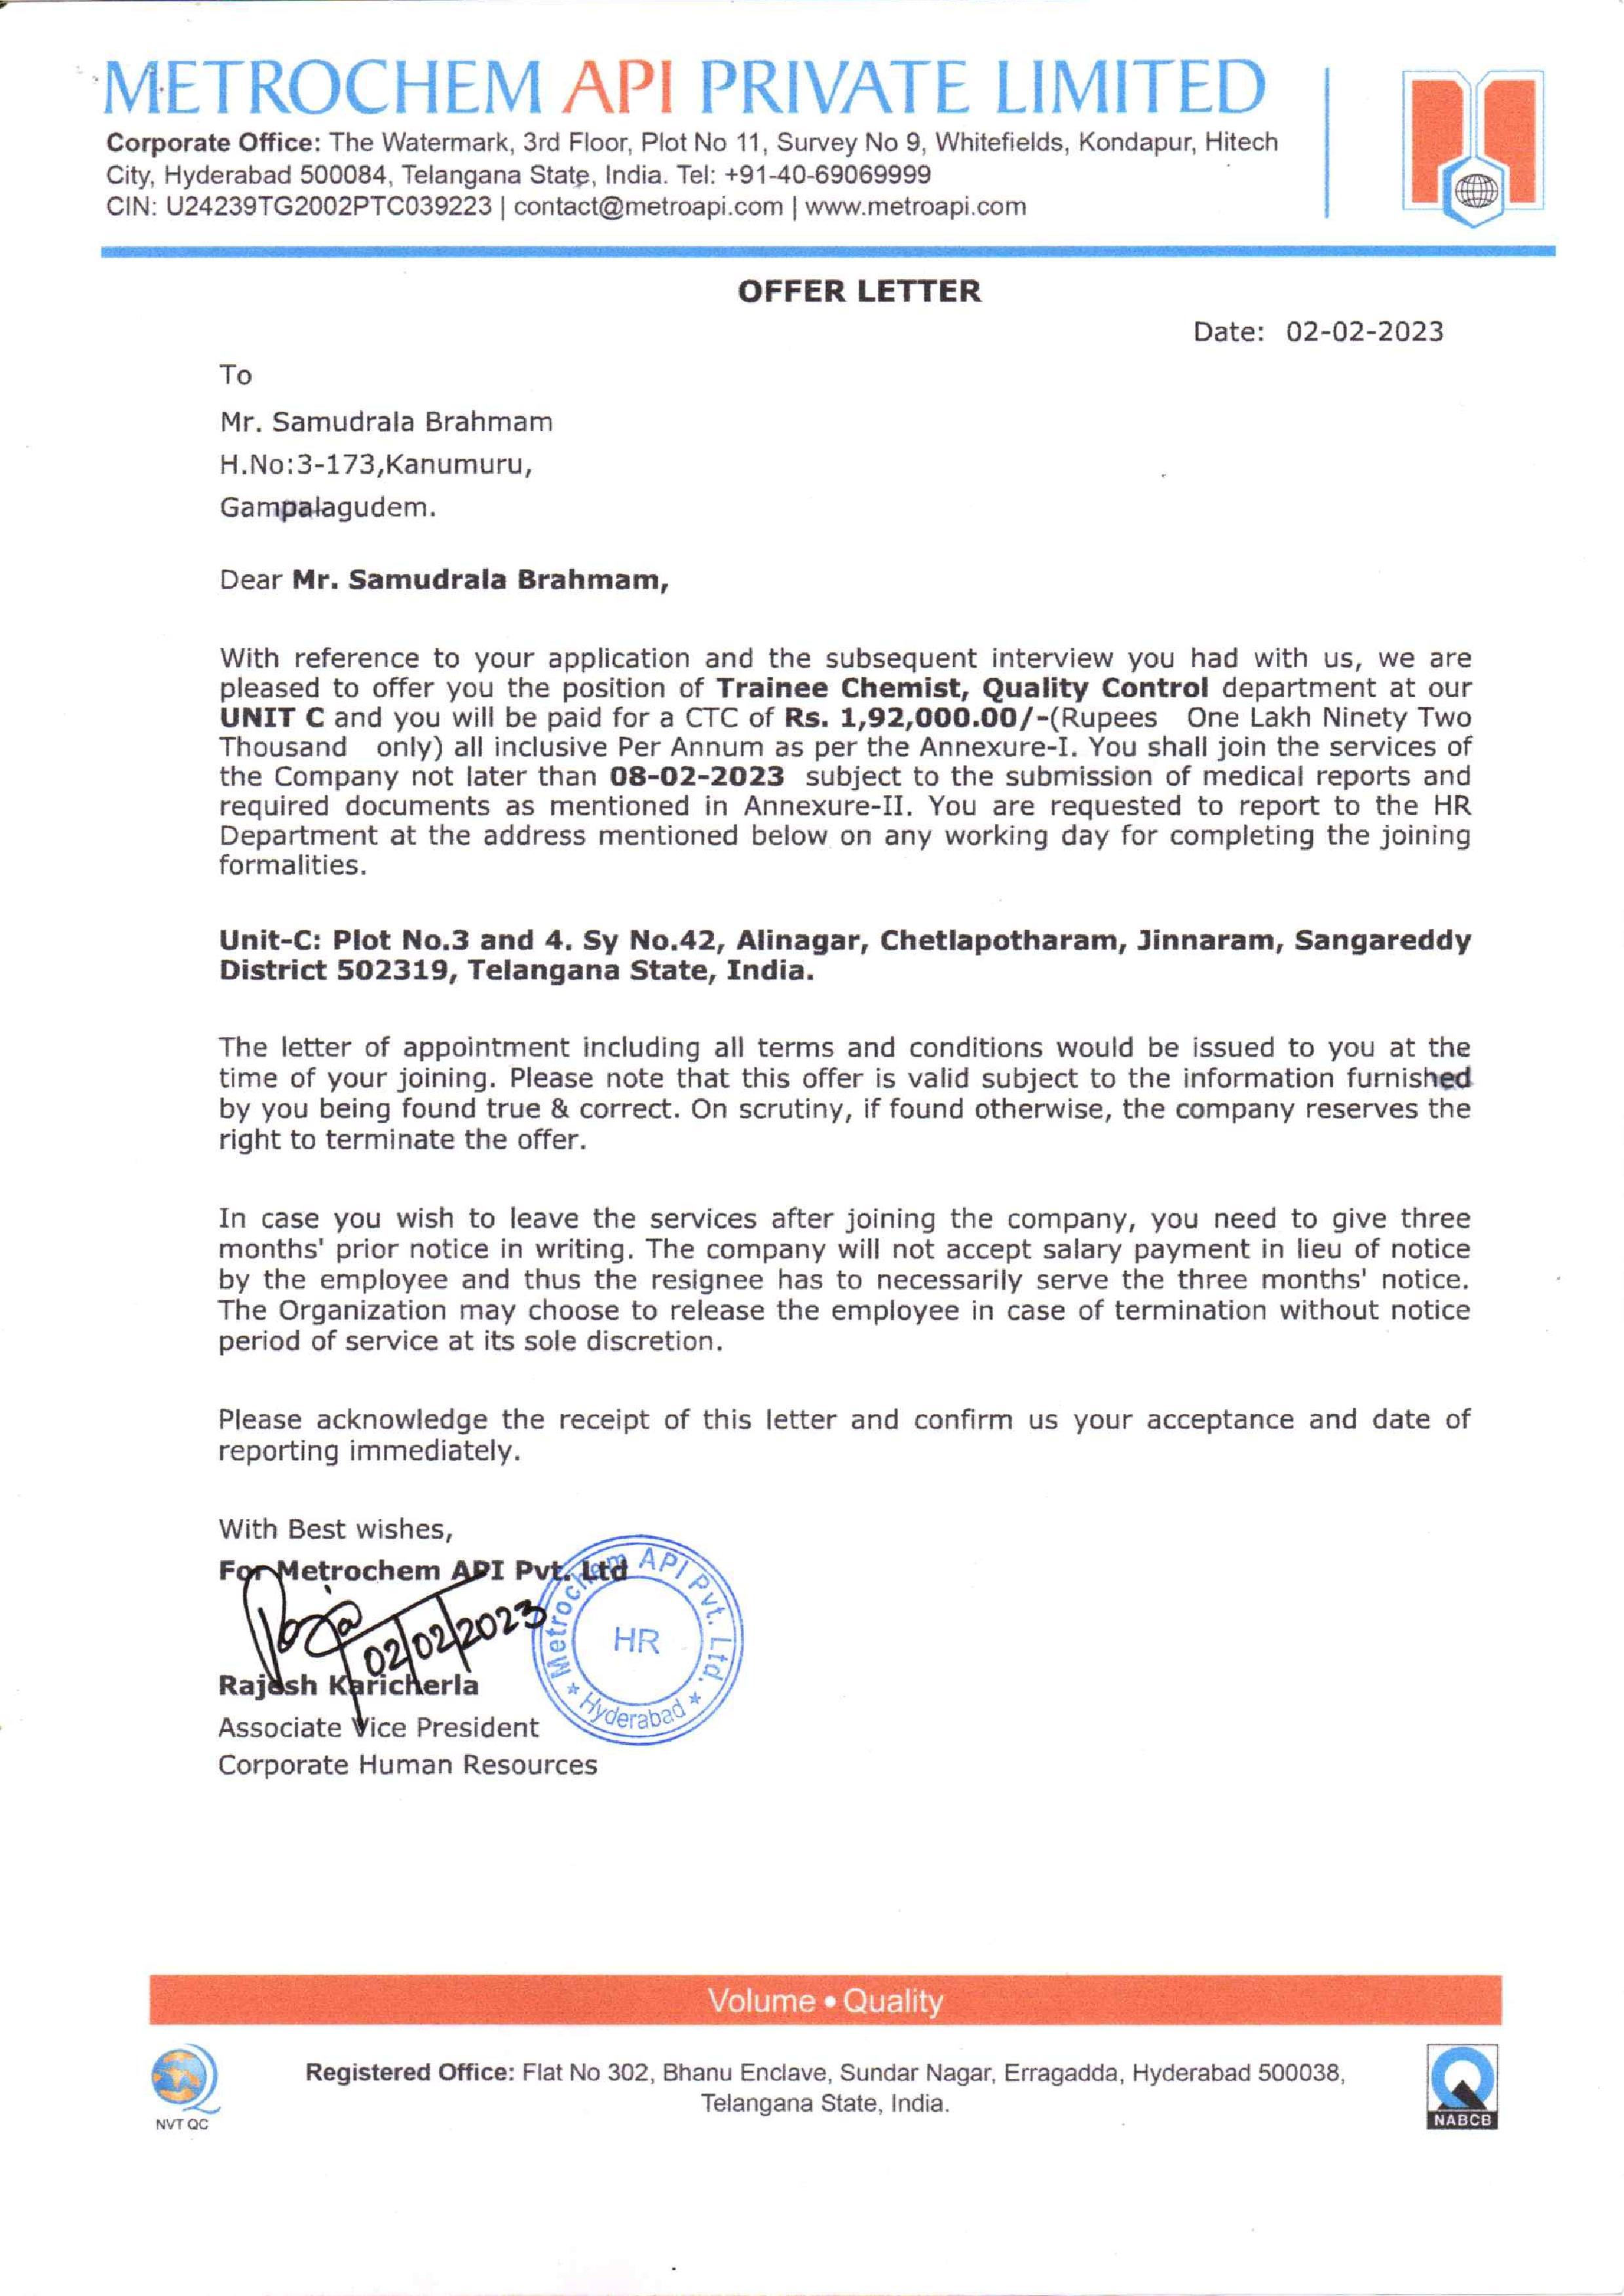 METROCHEM API PRIVATE LIMITED
Corporate Office: The Watermark, 3rd Floor, Plot No 11, Survey No 9, Whitefields, Kondapur, Hitech
City, Hyderabad 500084, Telangana State, India. Tel: +91-40-69069999
CIN: U24239TG2002PTC039223 | contact@metroapi.com | www.metroapi.com
OFFER LETTER
Date: 02-02-2023
To
Mr. Samudrala Brahmam
H.No:3-173,Kanumuru,
Gampalagudem.
Dear Mr. Samudrala Brahmam,
With reference to your application and the subsequent interview you had with us, we are
pleased to offer you the position of Trainee Chemist, Quality Control department at our
UNIT C and you will be paid for a CTC of Rs. 1,92,000.00/-(Rupees One Lakh Ninety Two
Thousand only) all inclusive Per Annum as per the Annexure-I. You shall join the services of
the Company not later than 08-02-2023 subject to the submission of medical reports and
required documents as mentioned in Annexure-II. You are requested to report to the HR
Department at the address mentioned below on any working day for completing the joining
formalities.
Unit-C: Plot No.3 and 4. Sy No.42, Alinagar, Chetlapotharam, Jinnaram, Sangareddy
District 502319, Telangana State, India.
The letter of appointment including all terms and conditions would be issued to you at the
time of your joining. Please note that this offer is valid subject to the information furnished
by you being found true & correct. On scrutiny, if found otherwise, the company reserves the
right to terminate the offer.
In case you wish to leave the services after joining the company, you need to give three
months' prior notice in writing. The company will not accept salary payment in lieu of notice
by the employee and thus the resignee has to necessarily serve the three months' notice.
The Organization may choose to release the employee in case of termination without notice
period of service at its sole discretion.
Please acknowledge the receipt of this letter and confirm us your acceptance and date of
reporting immediately.
With Best wishes,
For Metrochem API Pvt. Ltd
02/02/2023
Metrochem API Pvt. Ltd.
HR
* Hyderabad *
Rajesh Karicherla
Associate Vice President
Corporate Human Resources
Volume • Quality
Registered Office: Flat No 302, Bhanu Enclave, Sundar Nagar, Erragadda, Hyderabad 500038,
Telangana State, India.
NVT QC
NABCB